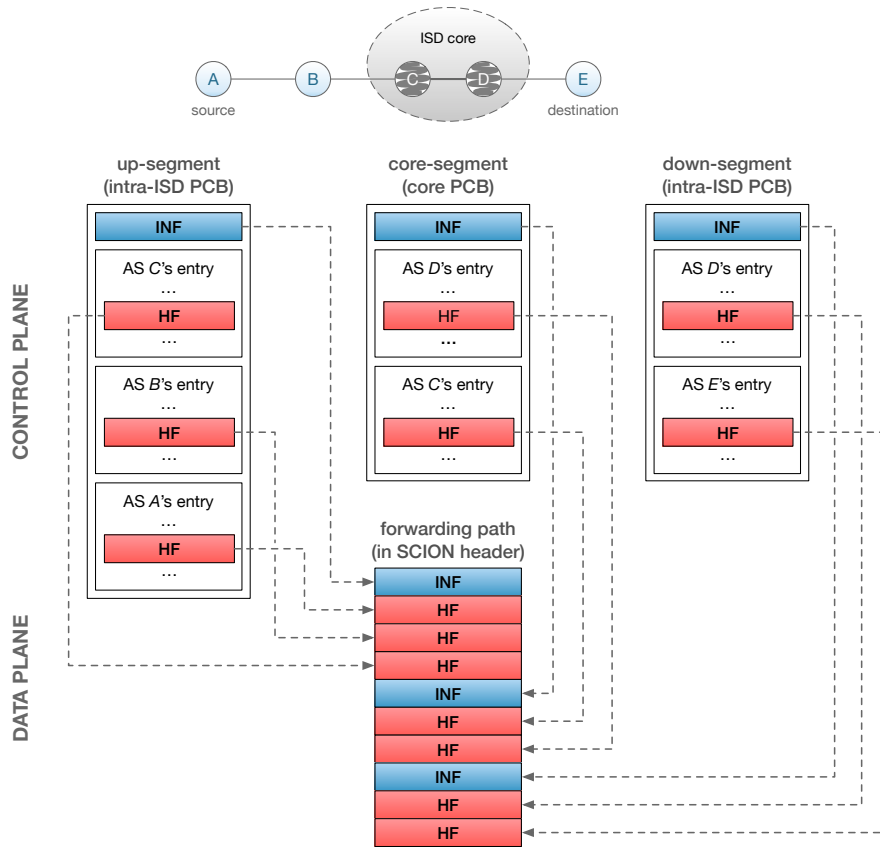 ISD core
A
B
C
D
E
source
destination
up-segment
(intra-ISD PCB)
core-segment
(core PCB)
down-segment
(intra-ISD PCB)
CONTROL PLANE
INF
AS C's entry
...
HF
...
AS B's entry
...
HF
...
AS A's entry
...
HF
...
INF
AS D's entry
...
HF
...
AS C's entry
...
HF
...
INF
AS D's entry
...
HF
...
AS E's entry
...
HF
...
DATA PLANE
forwarding path
(in SCION header)
INF
HF
HF
HF
INF
HF
HF
INF
HF
HF